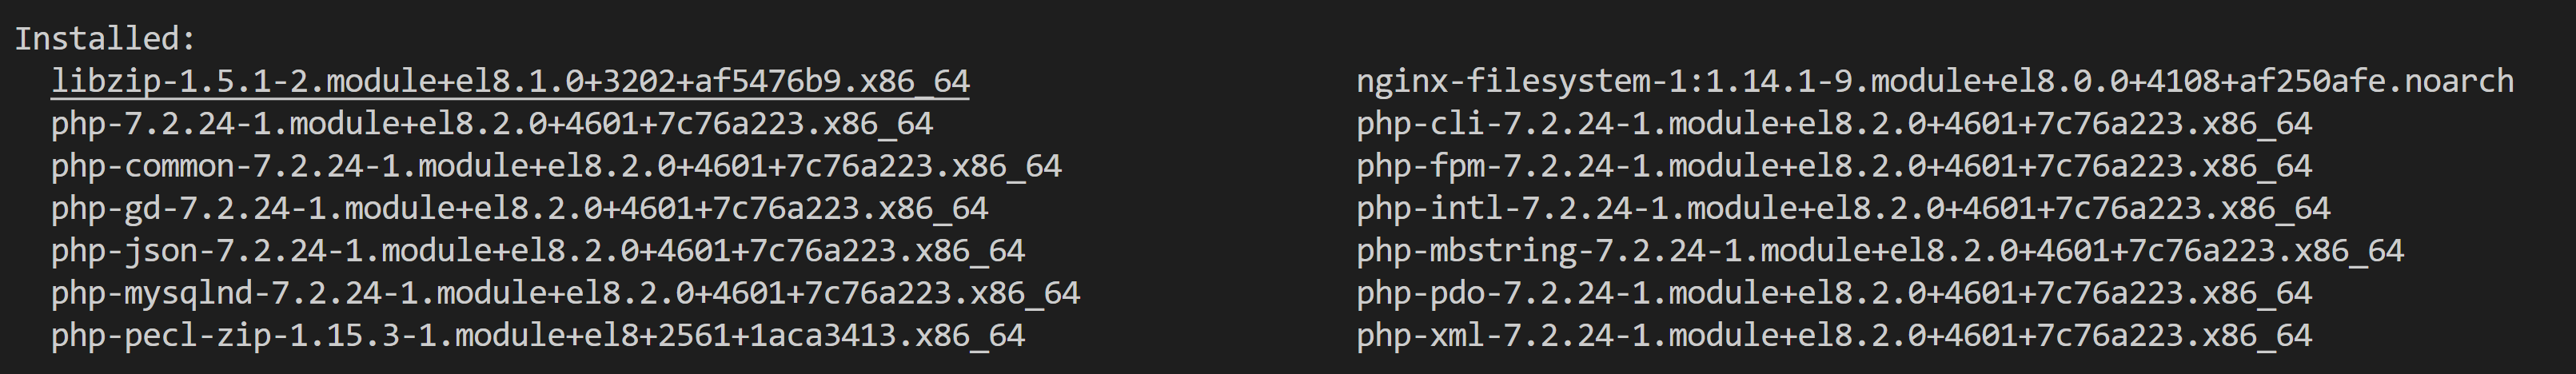 Installed:
libzip-1.5.1-2.module+el8.1.0+3202+af5476b9.x86_64 nginx-filesystem-1:1.14.1-9.module+el8.0.0+4108+af250afe.noarch
php-7.2.24-1.module+el8.2.0+4601+7c76a223.x86_64 php-cli-7.2.24-1.module+el8.2.0+4601+7c76a223.x86_64
php-common-7.2.24-1.module+el8.2.0+4601+7c76a223.x86_64 php-fpm-7.2.24-1.module+el8.2.0+4601+7c76a223.x86_64
php-gd-7.2.24-1.module+el8.2.0+4601+7c76a223.x86_64 php-intl-7.2.24-1.module+el8.2.0+4601+7c76a223.x86_64
php-json-7.2.24-1.module+el8.2.0+4601+7c76a223.x86_64 php-mbstring-7.2.24-1.module+el8.2.0+4601+7c76a223.x86_64
php-mysqlnd-7.2.24-1.module+el8.2.0+4601+7c76a223.x86_64 php-pdo-7.2.24-1.module+el8.2.0+4601+7c76a223.x86_64
php-pecl-zip-1.15.3-1.module+el8+2561+1aca3413.x86_64 php-xml-7.2.24-1.module+el8.2.0+4601+7c76a223.x86_64